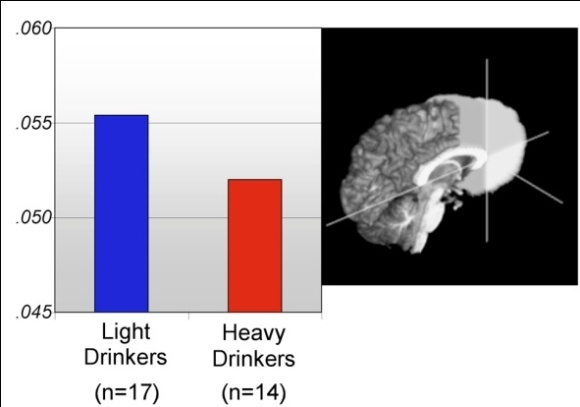 .060
.055
.050
.045
Light
Drinkers
(n=17)
Heavy
Drinkers
(n=14)